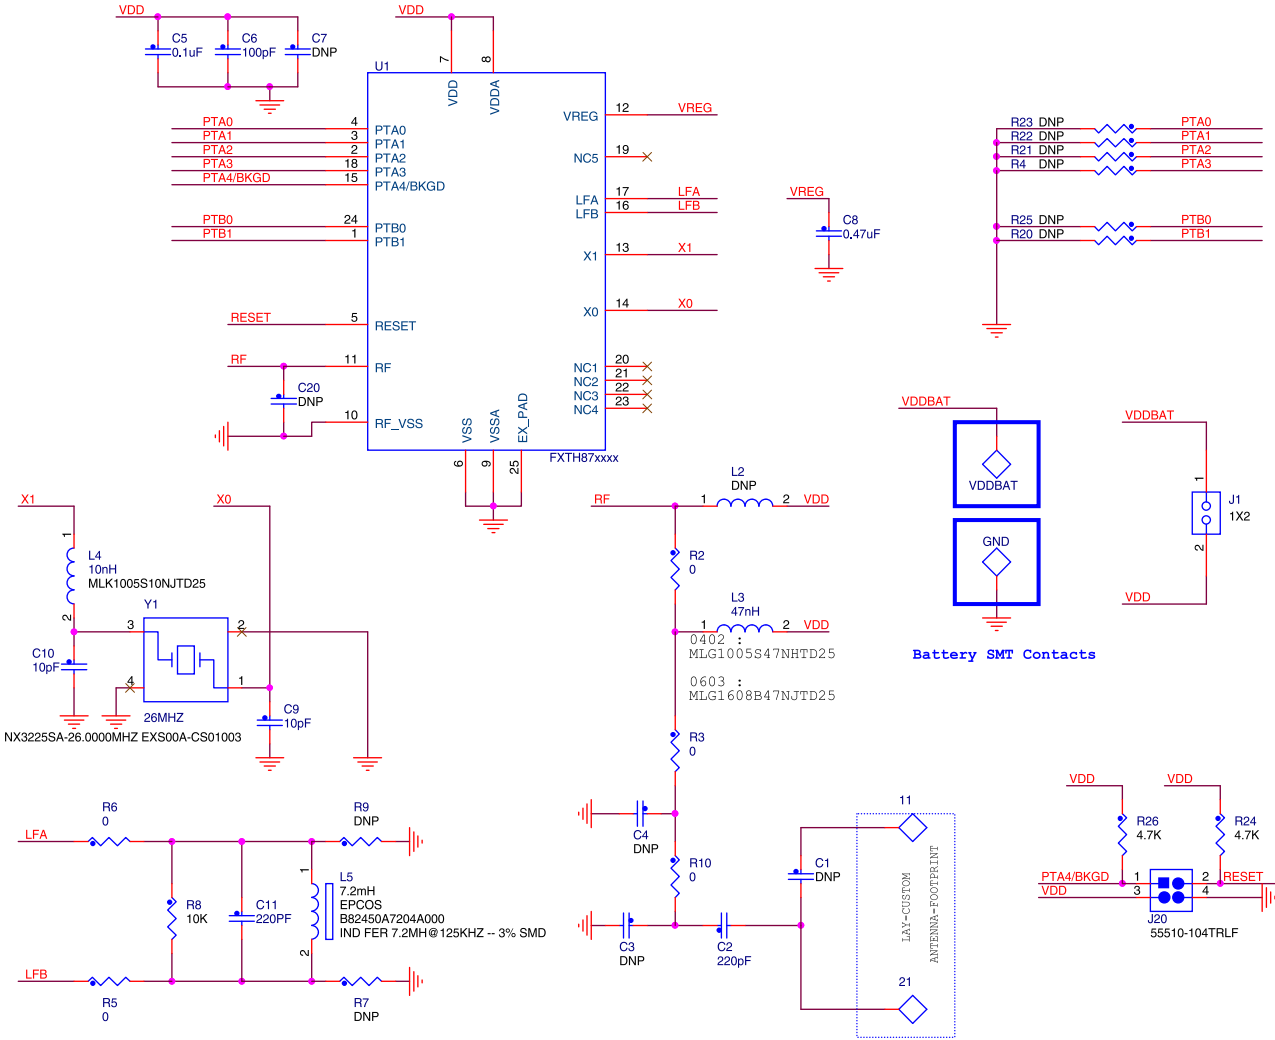 VDD
C5
0.1uF
C6
100pF
C7
DNP
VDD
7
8
U1
VDD
VDDA
PTA0 4 PTA0
PTA1 3 PTA1
PTA2 2 PTA2
PTA3 18 PTA3
PTA4/BKGD 15 PTA4/BKGD
PTB0 24 PTB0
PTB1 1 PTB1
RESET 5 RESET
RF 11 RF
C20
DNP
10 RF_VSS
VREG 12 VREG
NC5 19
LFA 17 LFA
LFB 16 LFB
X1 13 X1
X0 14 X0
NC1 20
NC2 21
NC3 22
NC4 23
VSS
VSSA
EX_PAD
6
9
25
FXTH87xxxx
VREG
C8
0.47uF
R23 DNP PTA0
R22 DNP PTA1
R21 DNP PTA2
R4 DNP PTA3
R25 DNP PTB0
R20 DNP PTB1
VDDBAT
VDDBAT
GND
Battery SMT Contacts
VDDBAT
1
J1
1X2
2
VDD
X1
X0
1
L4
10nH
MLK1005S10NJTD25
2
Y1
3
2
C10
10pF
4
1
26MHZ
C9
10pF
NX3225SA-26.0000MHZ EXS00A-CS01003
RF
L2
DNP
1 2 VDD
R2
0
L3
47nH
1 2 VDD
0402 :
MLG1005S47NHTD25
0603 :
MLG1608B47NJTD25
R3
0
C4
DNP
R10
0
C3
DNP
C2
220pF
C1
DNP
11
LAY-CUSTOM
ANTENNA-FOOTPRINT
21
R6
0
LFA
R9
DNP
R8
10K
C11
220PF
1
L5
7.2mH
EPCOS
B82450A7204A000
IND FER 7.2MH@125KHZ -- 3% SMD
2
LFB
R5
0
R7
DNP
VDD
VDD
R26
4.7K
R24
4.7K
PTA4/BKGD 1 2 RESET
VDD 3 4
J20
55510-104TRLF